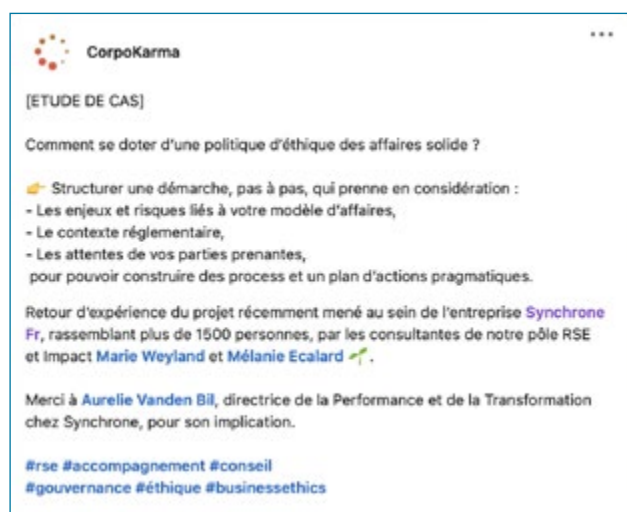 CorpoKarma
[ETUDE DE CAS]
Comment se doter d'une politique d'éthique des affaires solide ?
👉 Structurer une démarche, pas à pas, qui prenne en considération :
- Les enjeux et risques liés à votre modèle d'affaires,
- Le contexte réglementaire,
- Les attentes de vos parties prenantes,
pour pouvoir construire des process et un plan d'actions pragmatiques.
Retour d'expérience du projet récemment mené au sein de l'entreprise Synchrone
Fr, rassemblant plus de 1500 personnes, par les consultantes de notre pôle RSE
et Impact Marie Weyland et Mélanie Ecalard 🌱.
Merci à Aurelie Vanden Bil, directrice de la Performance et de la Transformation
chez Synchrone, pour son implication.
#rse #accompagnement #conseil
#gouvernance #éthique #businessethics